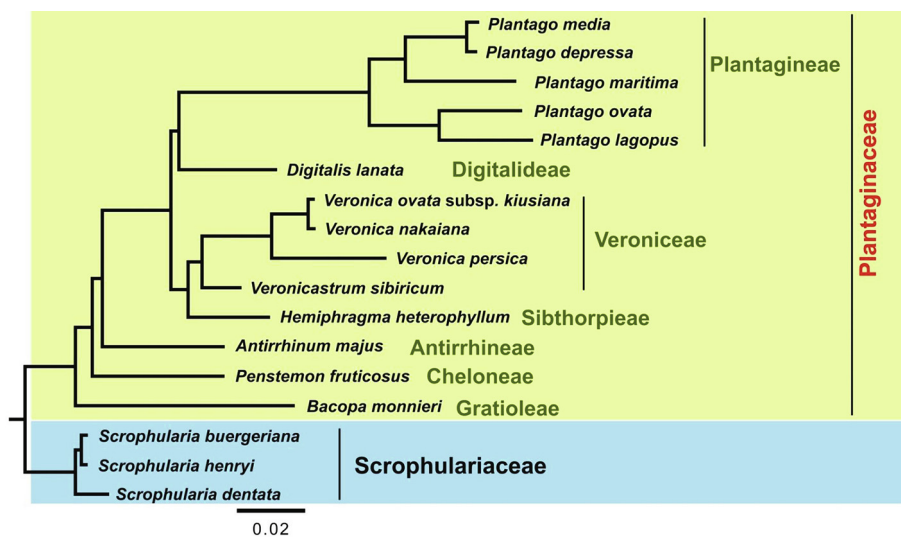 Plantago media
Plantago depressa
Plantagineae
Plantago maritima
Plantago ovata
Plantago lagopus
Digitalis lanata Digitalideae
Veronica ovata subsp. kiusiana
Veronica nakaiana
Veroniceae
Veronica persica
Veronicastrum sibiricum
Hemiphragma heterophyllum Sibthorpieae
Antirrhinum majus Antirrhineae
Penstemon fruticosus Cheloneae
Bacopa monnieri Gratioleae
Plantaginaceae
Scrophularia buergeriana
Scrophularia henryi Scrophulariaceae
Scrophularia dentata
0.02